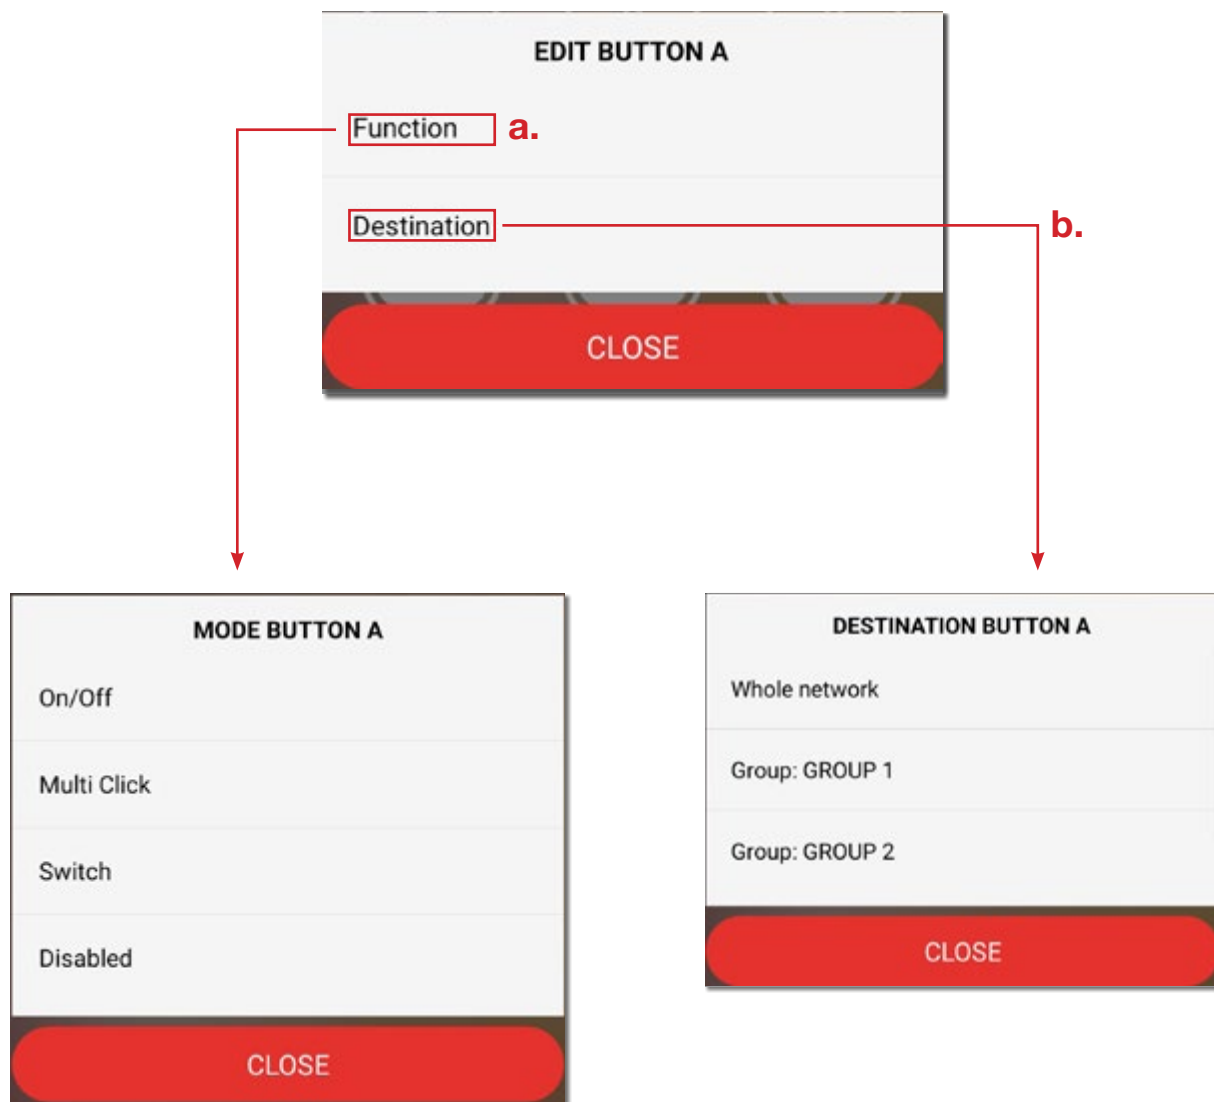 EDIT BUTTON A
Function
a.
Destination
b.
CLOSE
MODE BUTTON A
On/Off
Multi Click
Switch
Disabled
CLOSE
DESTINATION BUTTON A
Whole network
Group: GROUP 1
Group: GROUP 2
CLOSE